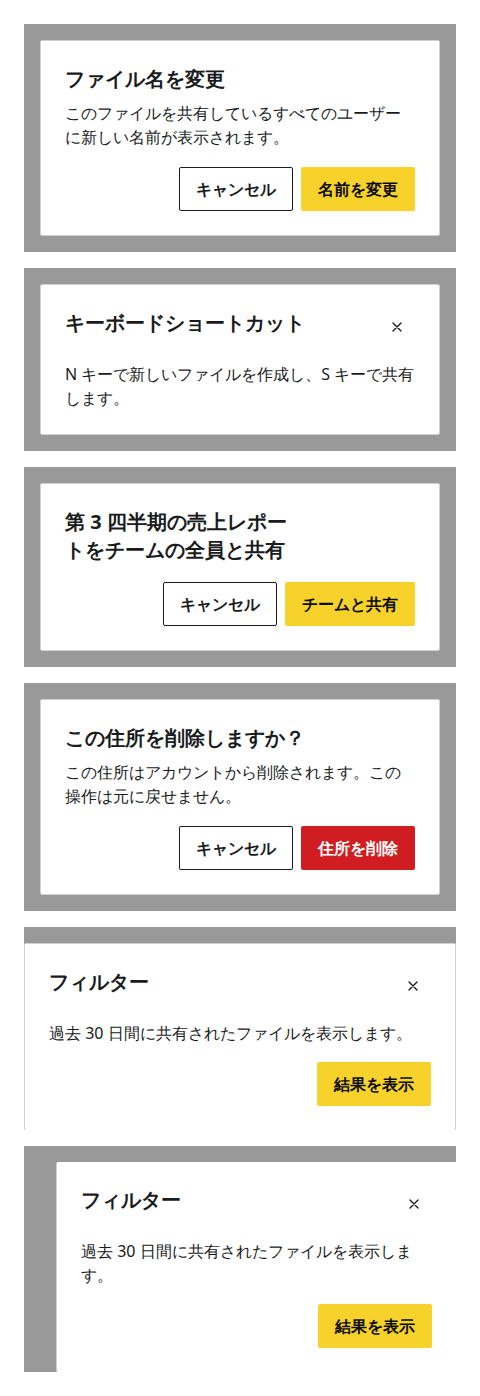 ファイル名を変更
このファイルを共有しているすべてのユーザー
に新しい名前が表示されます。
キャンセル
名前を変更
キーボードショートカット
N キーで新しいファイルを作成し、S キーで共有
します。
第 3 四半期の売上レポー
トをチームの全員と共有
キャンセル
チームと共有
この住所を削除しますか？
この住所はアカウントから削除されます。この
操作は元に戻せません。
キャンセル
住所を削除
フィルター
過去 30 日間に共有されたファイルを表示します。
結果を表示
フィルター
過去 30 日間に共有されたファイルを表示しま
す。
結果を表示